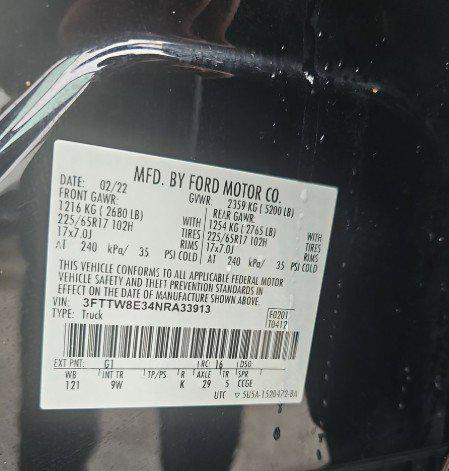 MFD. BY FORD MOTOR CO.
DATE: 02/22 GVWR: 2359 KG ( 5200 LB)
FRONT GAWR: REAR GAWR:
1216 KG ( 2680 LB) WITH 1254 KG ( 2765 LB) WITH
225/65R17 102H TIRES 225/65R17 102H TIRES
17x7.0J RIMS 17x7.0J RIMS
AT 240 kPa/ 35 PSI COLD AT 240 kPa/ 35 PSI COLD
THIS VEHICLE CONFORMS TO ALL APPLICABLE FEDERAL MOTOR
VEHICLE SAFETY AND THEFT PREVENTION STANDARDS IN
EFFECT ON THE DATE OF MANUFACTURE SHOWN ABOVE.
VIN: 3FTTW8E34NRA33913 F0201
TYPE: Truck T0412
EXT PNT: G1 RC: 16 DSO:
WB INT TR TP/PS R AXLE TR SPR
121 9W K 29 5 CCGE
UTC ▽ 5U5A-1520472-BA